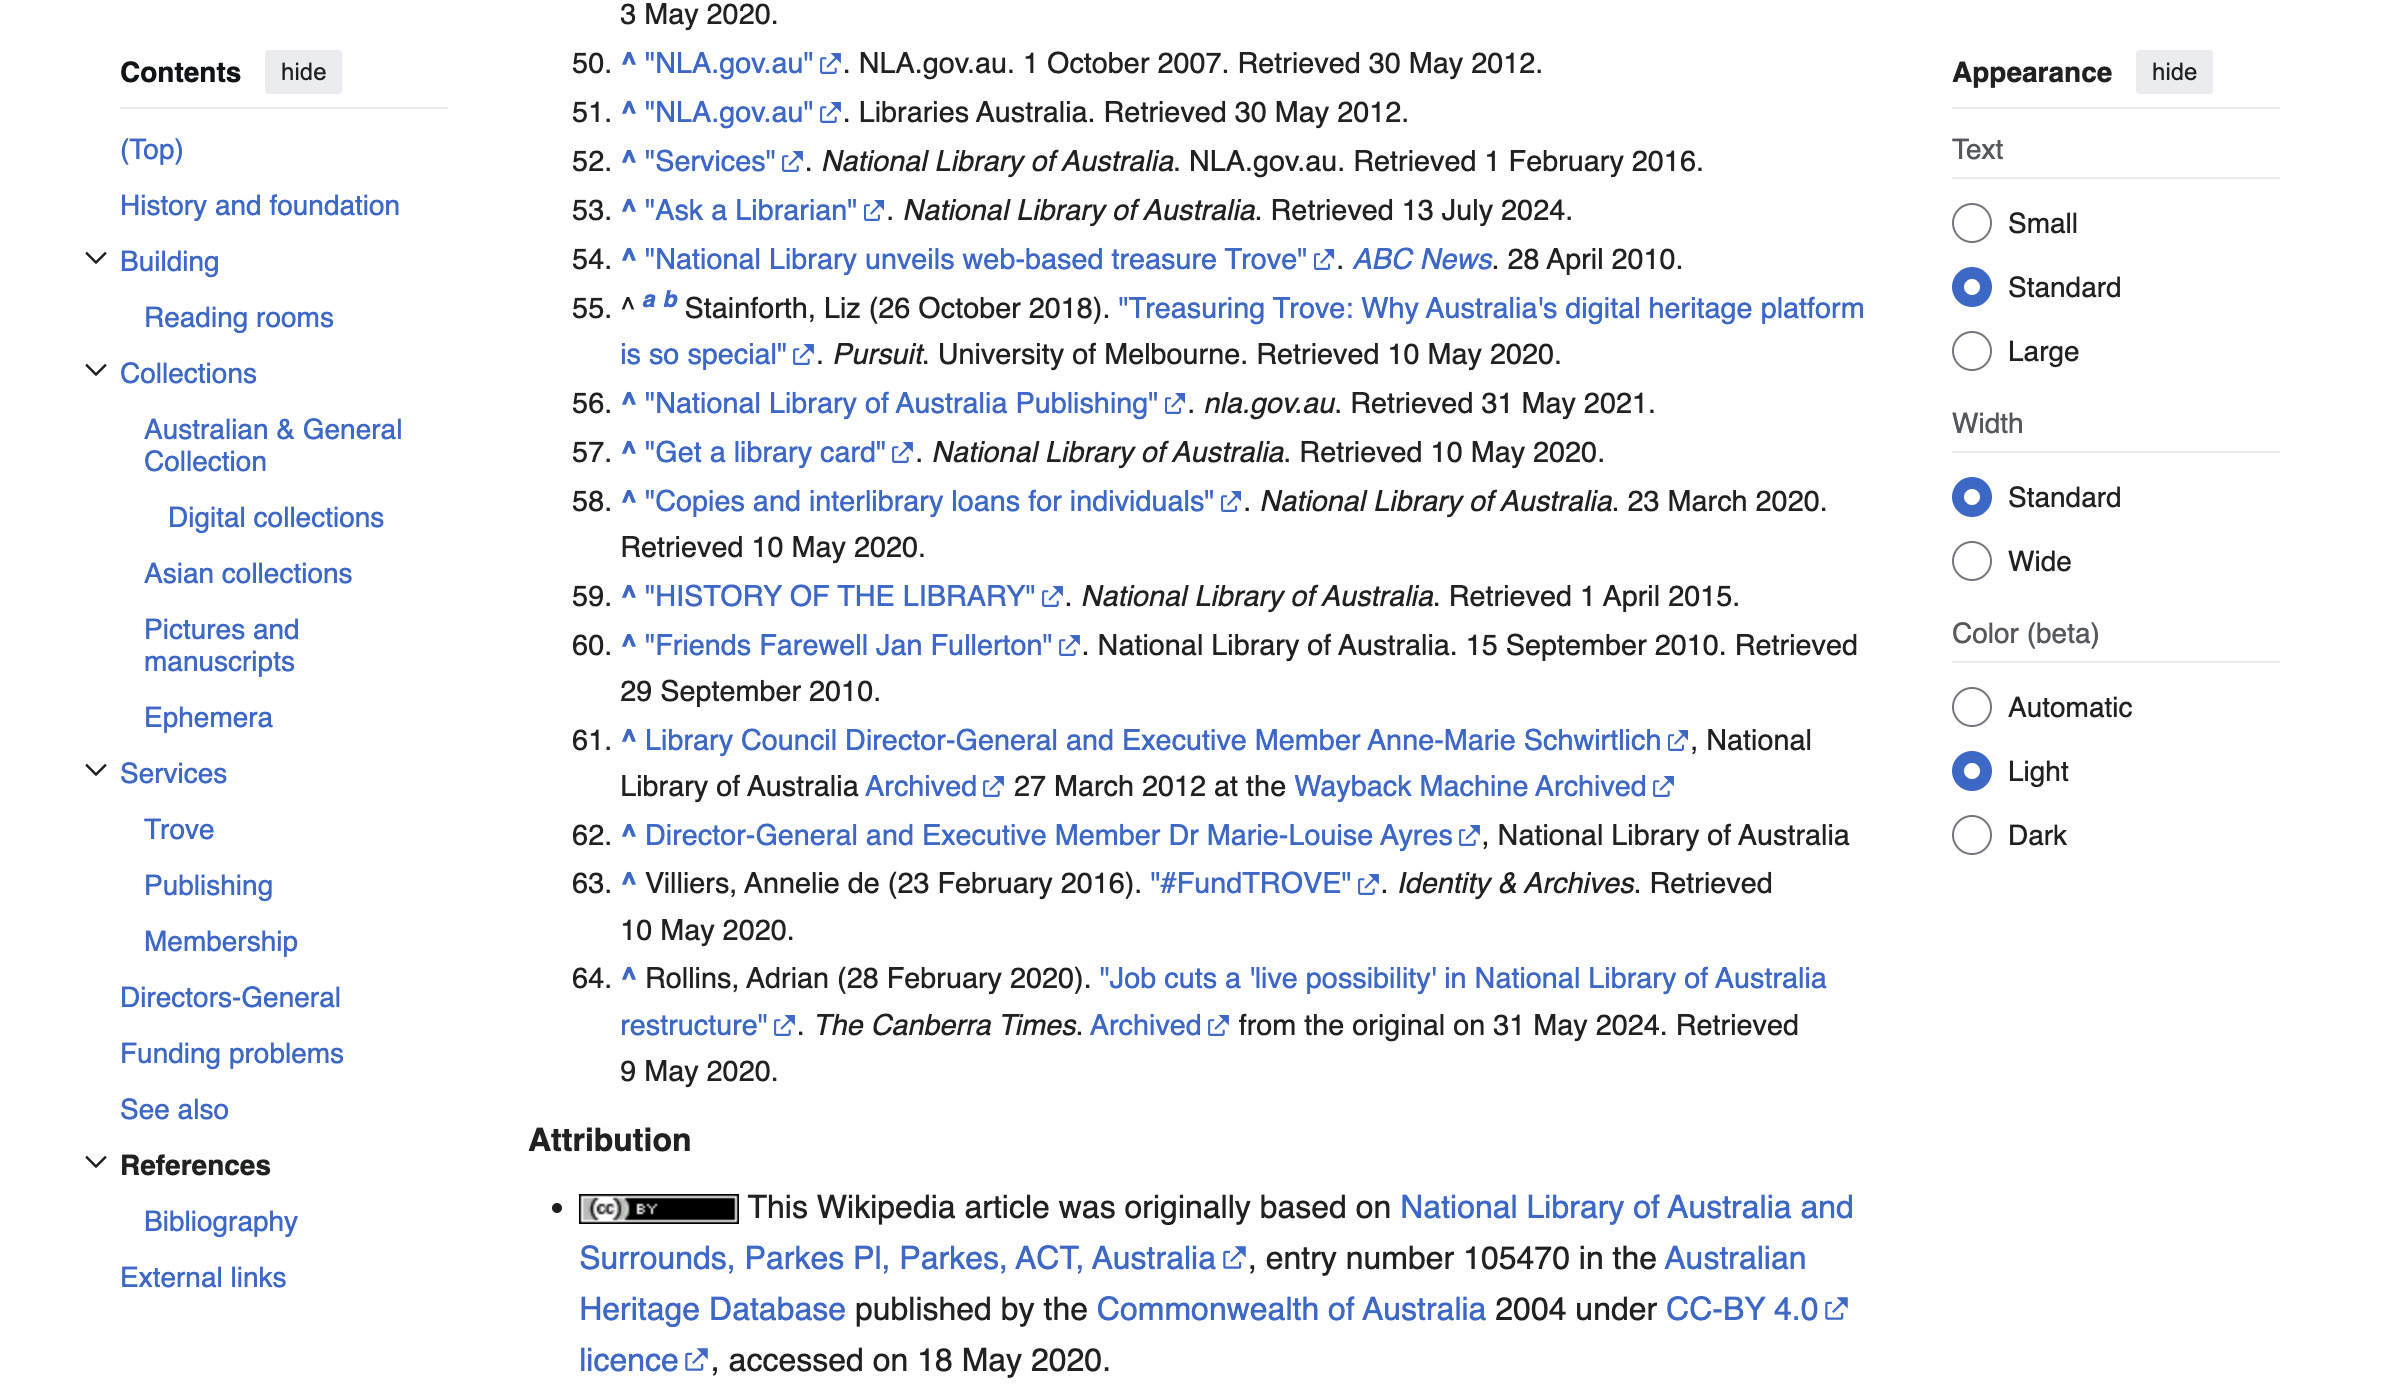 Contents hide
(Top)
History and foundation
Building
Reading rooms
Collections
Australian & General
Collection
Digital collections
Asian collections
Pictures and
manuscripts
Ephemera
Services
Trove
Publishing
Membership
Directors-General
Funding problems
See also
References
Bibliography
External links
3 May 2020.
50. ^ "NLA.gov.au". NLA.gov.au. 1 October 2007. Retrieved 30 May 2012.
51. ^ "NLA.gov.au". Libraries Australia. Retrieved 30 May 2012.
52. ^ "Services". National Library of Australia. NLA.gov.au. Retrieved 1 February 2016.
53. ^ "Ask a Librarian". National Library of Australia. Retrieved 13 July 2024.
54. ^ "National Library unveils web-based treasure Trove". ABC News. 28 April 2010.
55. ^ a b Stainforth, Liz (26 October 2018). "Treasuring Trove: Why Australia's digital heritage platform
is so special". Pursuit. University of Melbourne. Retrieved 10 May 2020.
56. ^ "National Library of Australia Publishing". nla.gov.au. Retrieved 31 May 2021.
57. ^ "Get a library card". National Library of Australia. Retrieved 10 May 2020.
58. ^ "Copies and interlibrary loans for individuals". National Library of Australia. 23 March 2020.
Retrieved 10 May 2020.
59. ^ "HISTORY OF THE LIBRARY". National Library of Australia. Retrieved 1 April 2015.
60. ^ "Friends Farewell Jan Fullerton". National Library of Australia. 15 September 2010. Retrieved
29 September 2010.
61. ^ Library Council Director-General and Executive Member Anne-Marie Schwirtlich, National
Library of Australia Archived 27 March 2012 at the Wayback Machine Archived
62. ^ Director-General and Executive Member Dr Marie-Louise Ayres, National Library of Australia
63. ^ Villiers, Annelie de (23 February 2016). "#FundTROVE". Identity & Archives. Retrieved
10 May 2020.
64. ^ Rollins, Adrian (28 February 2020). "Job cuts a 'live possibility' in National Library of Australia
restructure". The Canberra Times. Archived from the original on 31 May 2024. Retrieved
9 May 2020.
Attribution
• (cc) BY This Wikipedia article was originally based on National Library of Australia and
Surrounds, Parkes Pl, Parkes, ACT, Australia, entry number 105470 in the Australian
Heritage Database published by the Commonwealth of Australia 2004 under CC-BY 4.0
licence, accessed on 18 May 2020.
Appearance hide
Text
Small
Standard
Large
Width
Standard
Wide
Color (beta)
Automatic
Light
Dark